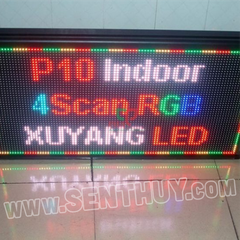 P10 Indoor
4Scan,RGB
XUYANG LED
WWW.SENTHUY.COM